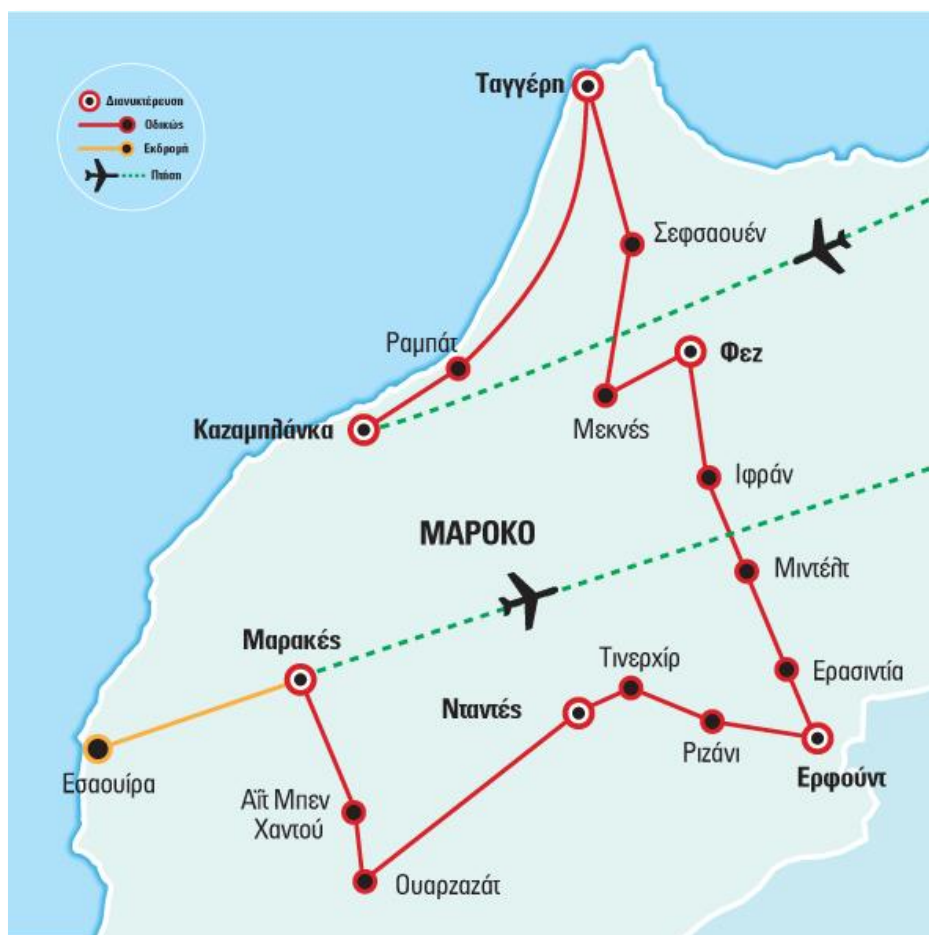 Ταγγέρη
Διανυκτέρευση
Οδικώς
Εκδρομή
Πτήση
Σεφσαουέν
Ραμπάτ
Φεζ
Καζαμπλάνκα
Μεκνές
Ιφράν
ΜΑΡΟΚΟ
Μιντέλτ
Μαρακές
Τινερχίρ
Ερασιντία
Νταντές
Ριζάνι
Εσαουίρα
Ερφούντ
Αΐτ Μπεν
Χαντού
Ουαρζαζάτ